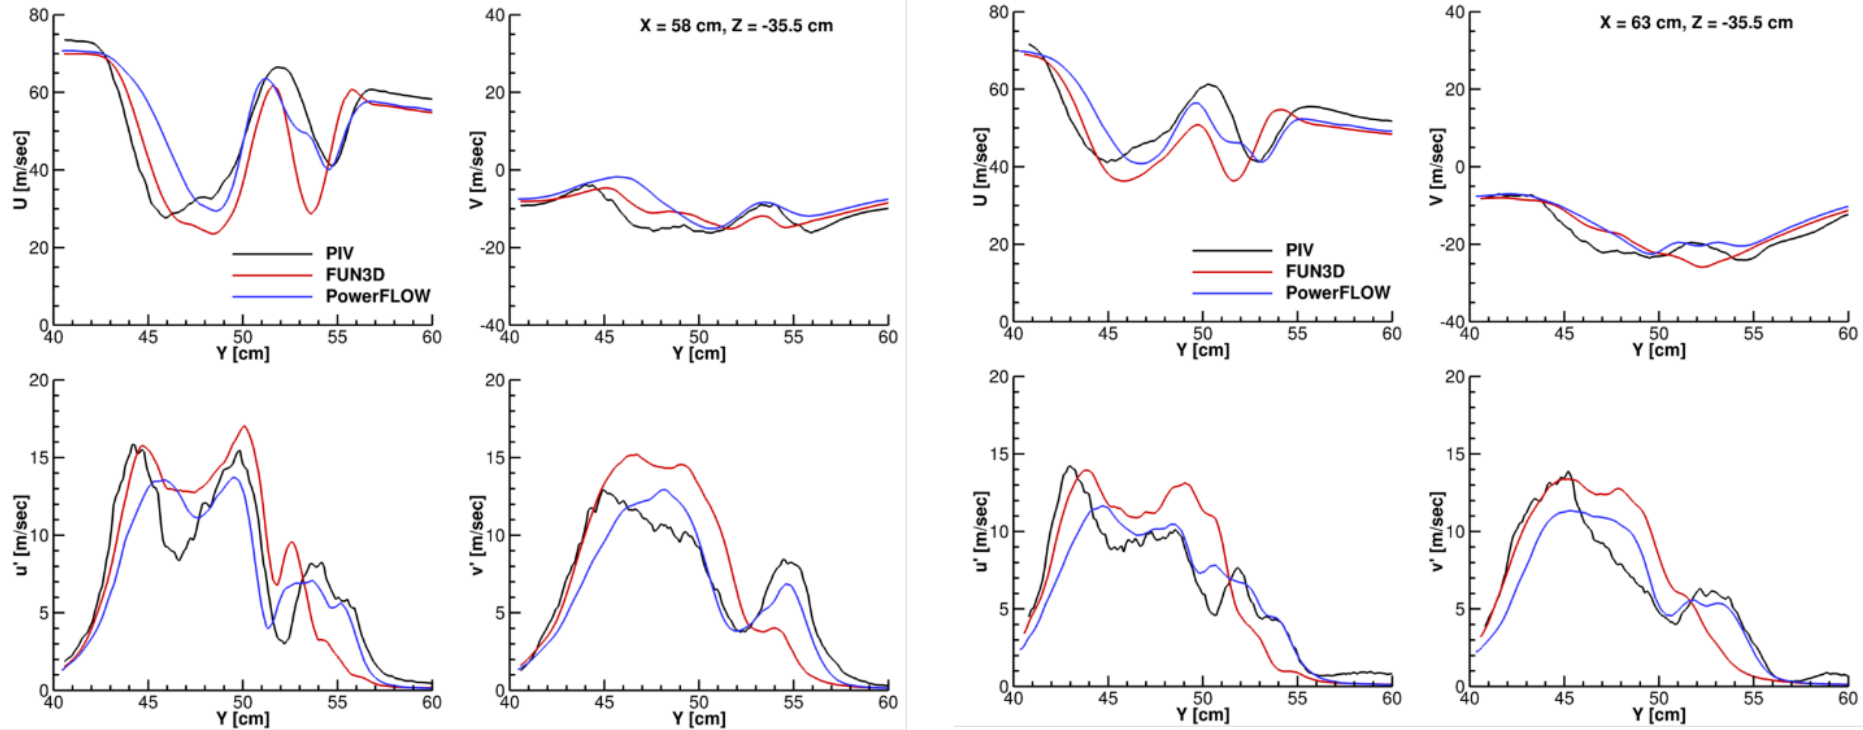 X = 58 cm, Z = -35.5 cm
80
60
40
20
0
U [m/sec]
PIV
FUN3D
PowerFLOW
40 45 50 55 60
Y [cm]
40
20
0
-20
-40
V [m/sec]
40 45 50 55 60
Y [cm]
20
15
10
5
0
u' [m/sec]
40 45 50 55 60
Y [cm]
20
15
10
5
0
v' [m/sec]
40 45 50 55 60
Y [cm]
X = 63 cm, Z = -35.5 cm
80
60
40
20
0
U [m/sec]
PIV
FUN3D
PowerFLOW
40 45 50 55 60
Y [cm]
40
20
0
-20
-40
V [m/sec]
40 45 50 55 60
Y [cm]
20
15
10
5
0
u' [m/sec]
40 45 50 55 60
Y [cm]
20
15
10
5
0
v' [m/sec]
40 45 50 55 60
Y [cm]